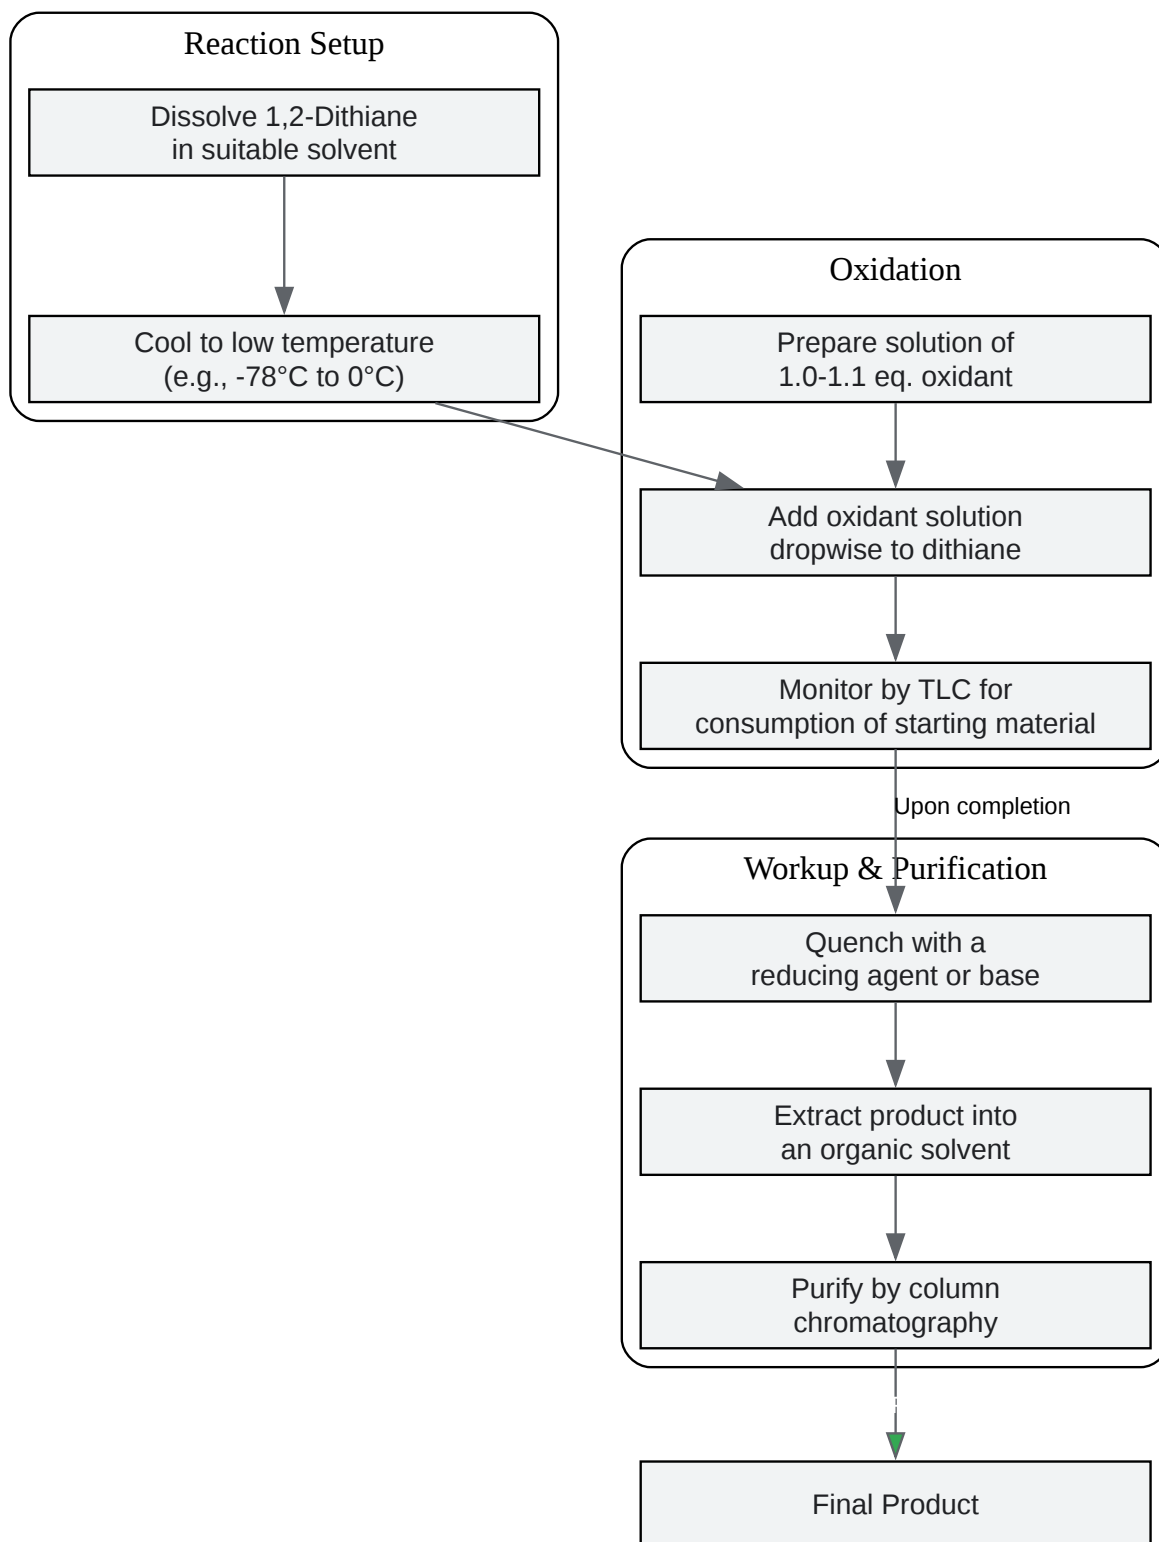 Reaction Setup
Dissolve 1,2-Dithiane
in suitable solvent
Cool to low temperature
(e.g., -78°C to 0°C)
Oxidation
Prepare solution of
1.0-1.1 eq. oxidant
Add oxidant solution
dropwise to dithiane
Monitor by TLC for
consumption of starting material
Upon completion
Workup & Purification
Quench with a
reducing agent or base
Extract product into
an organic solvent
Purify by column
chromatography
Final Product